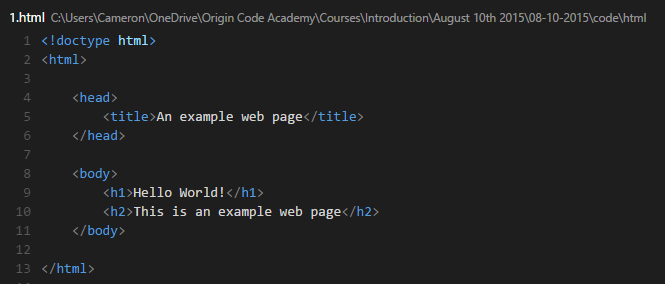 1.html C:\Users\Cameron\OneDrive\Origin Code Academy\Courses\Introduction\August 10th 2015\08-10-2015\code\html
1 <!doctype html>
2 <html>
3
4 <head>
5 <title>An example web page</title>
6 </head>
7
8 <body>
9 <h1>Hello World!</h1>
10 <h2>This is an example web page</h2>
11 </body>
12
13 </html>